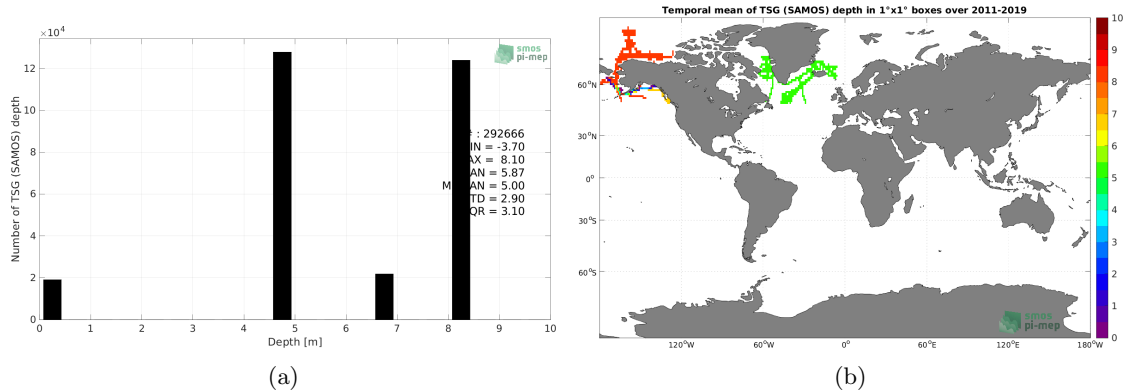 ×10⁴
smos
pi-mep
12
10
8
6
4
2
0
Number of TSG (SAMOS) depth
: 292666
IN = -3.70
AX = 8.10
AN = 5.87
M AN = 5.00
TD = 2.90
QR = 3.10
0 1 2 3 4 5 6 7 8 9 10
Depth [m]
(a)
Temporal mean of TSG (SAMOS) depth in 1°x1° boxes over 2011-2019
60°N
30°N
0°
30°S
60°S
120°W 60°W 0° 60°E 120°E 180°W
smos
pi-mep
10
9
8
7
6
5
4
3
2
1
0
(b)